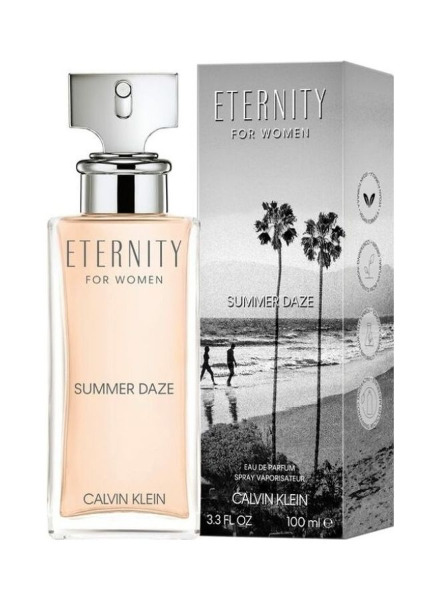 ETERNITY
FOR WOMEN
SUMMER DAZE
CALVIN KLEIN
ETERNITY
FOR WOMEN
SUMMER DAZE
EAU DE PARFUM
SPRAY VAPORISATEUR
CALVIN KLEIN
3.3 FL OZ 100 ml e